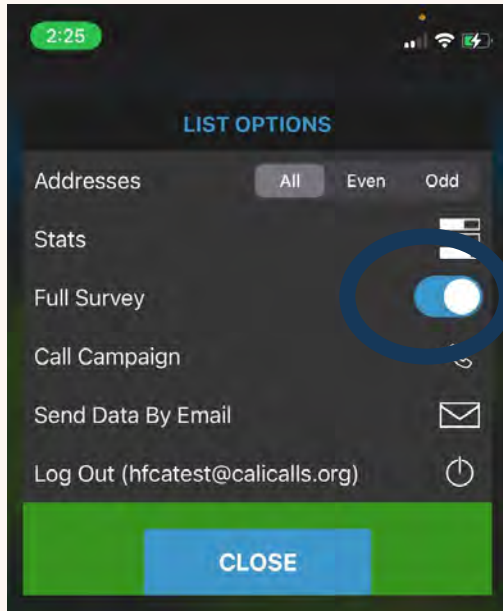 2:25
LIST OPTIONS
Addresses All Even Odd
Stats
Full Survey
Call Campaign
Send Data By Email
Log Out (hfcatest@calicalls.org)
CLOSE